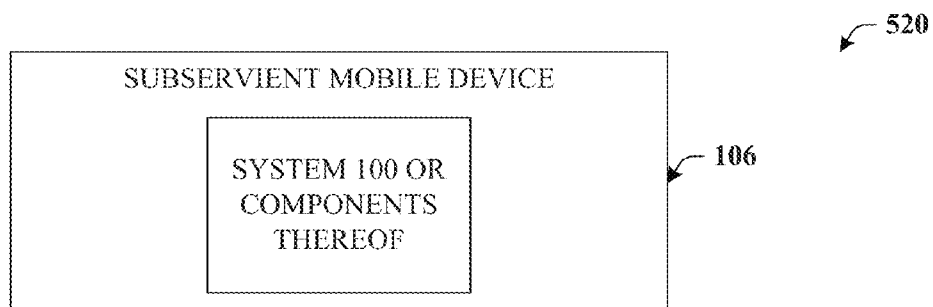 520
SUBSERVIENT MOBILE DEVICE
106
SYSTEM 100 OR
COMPONENTS
THEREOF